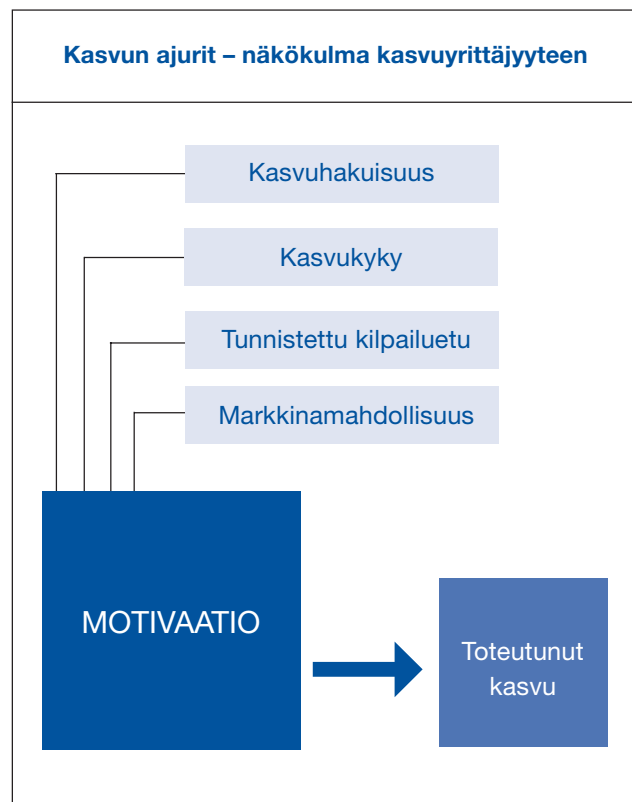 Kasvun ajurit – näkökulma kasvuyrittäjyyteen
Kasvuhakuisuus
Kasvukyky
Tunnistettu kilpailuetu
Markkinamahdollisuus
MOTIVAATIO
Toteutunut
kasvu